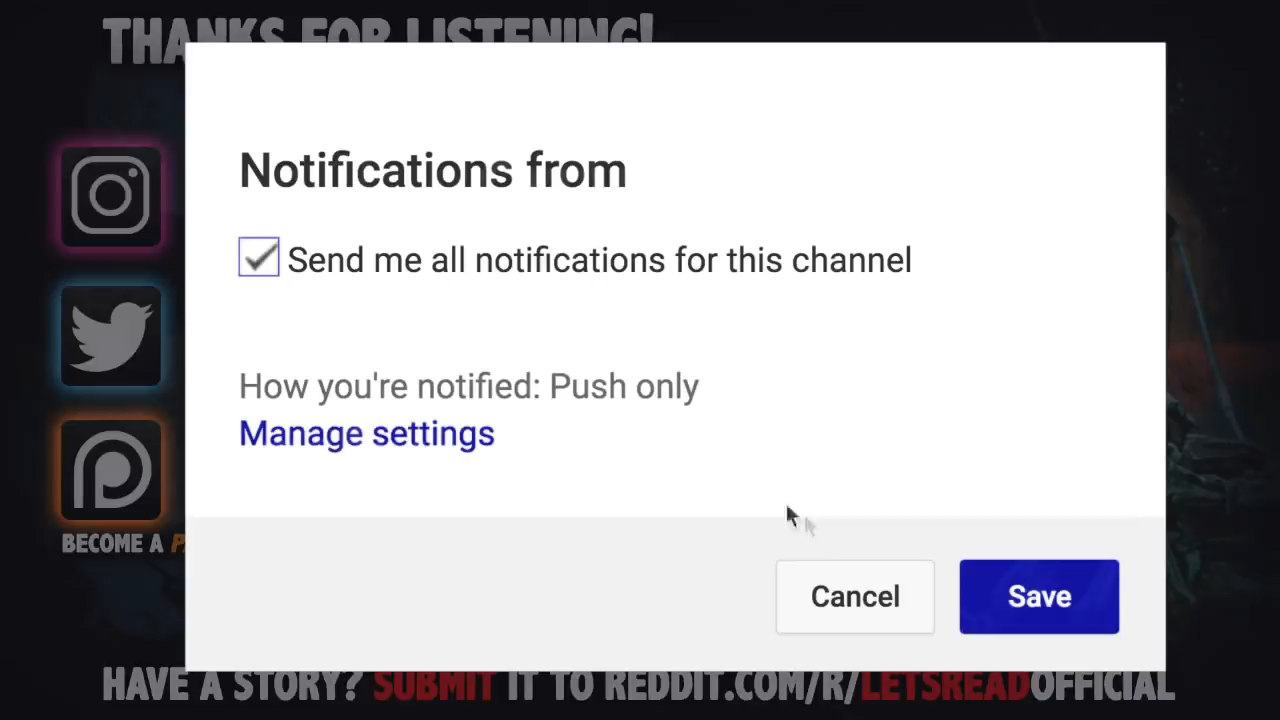 THANKS FOR LISTENING!
Notifications from
Send me all notifications for this channel
How you're notified: Push only
Manage settings
BECOME A
Cancel
Save
HAVE A STORY? SUBMIT IT TO REDDIT.COM/R/LETSREADOFFICIAL